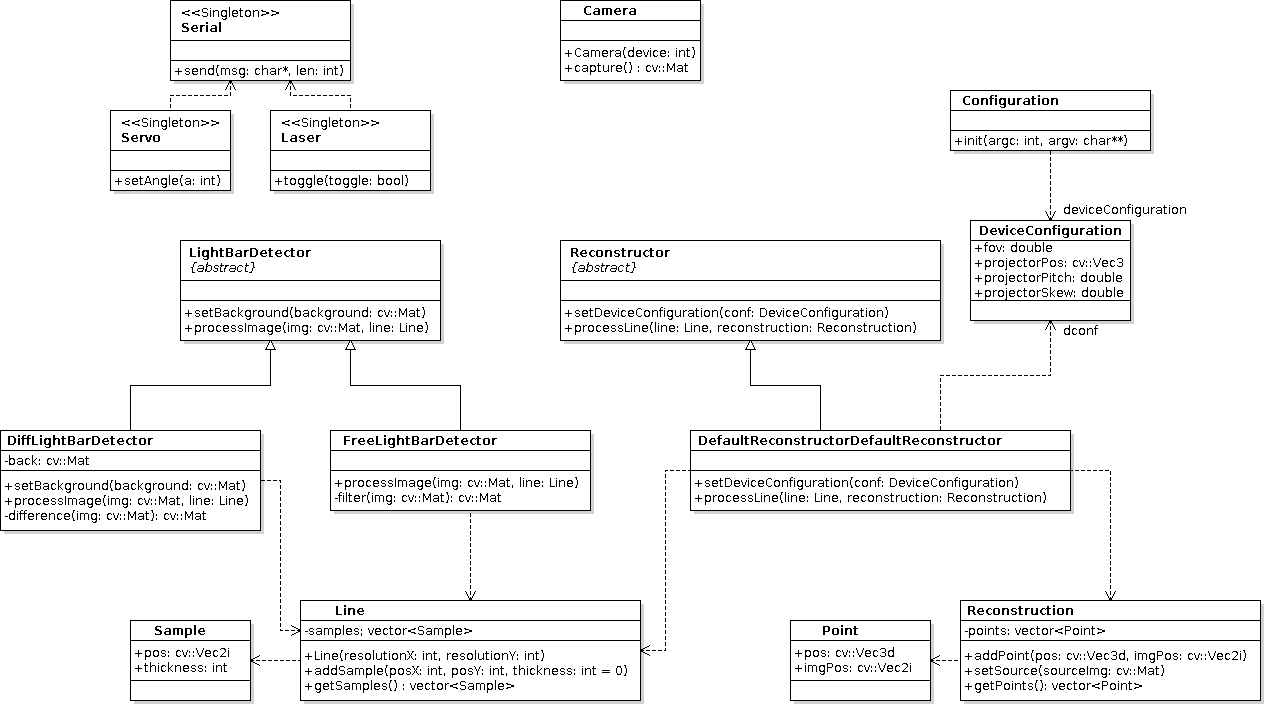 <<Singleton>>
Serial
+send(msg: char*, len: int)
Camera
+Camera(device: int)
+capture() : cv::Mat
<<Singleton>>
Servo
+setAngle(a: int)
<<Singleton>>
Laser
+toggle(toggle: bool)
Configuration
+init(argc: int, argv: char**)
deviceConfiguration
DeviceConfiguration
+fov: double
+projectorPos: cv::Vec3
+projectorPitch: double
+projectorSkew: double
dconf
LightBarDetector
{abstract}
+setBackground(background: cv::Mat)
+processImage(img: cv::Mat, line: Line)
Reconstructor
{abstract}
+setDeviceConfiguration(conf: DeviceConfiguration)
+processLine(line: Line, reconstruction: Reconstruction)
DiffLightBarDetector
-back: cv::Mat
+setBackground(background: cv::Mat)
+processImage(img: cv::Mat, line: Line)
-difference(img: cv::Mat): cv::Mat
FreeLightBarDetector
+processImage(img: cv::Mat, line: Line)
-filter(img: cv::Mat): cv::Mat
DefaultReconstructorDefaultReconstructor
+setDeviceConfiguration(conf: DeviceConfiguration)
+processLine(line: Line, reconstruction: Reconstruction)
Sample
+pos: cv::Vec2i
+thickness: int
Line
-samples; vector<Sample>
+Line(resolutionX: int, resolutionY: int)
+addSample(posX: int, posY: int, thickness: int = 0)
+getSamples() : vector<Sample>
Point
+pos: cv::Vec3d
+imgPos: cv::Vec2i
Reconstruction
-points: vector<Point>
+addPoint(pos: cv::Vec3d, imgPos: cv::Vec2i)
+setSource(sourceImg: cv::Mat)
+getPoints(): vector<Point>